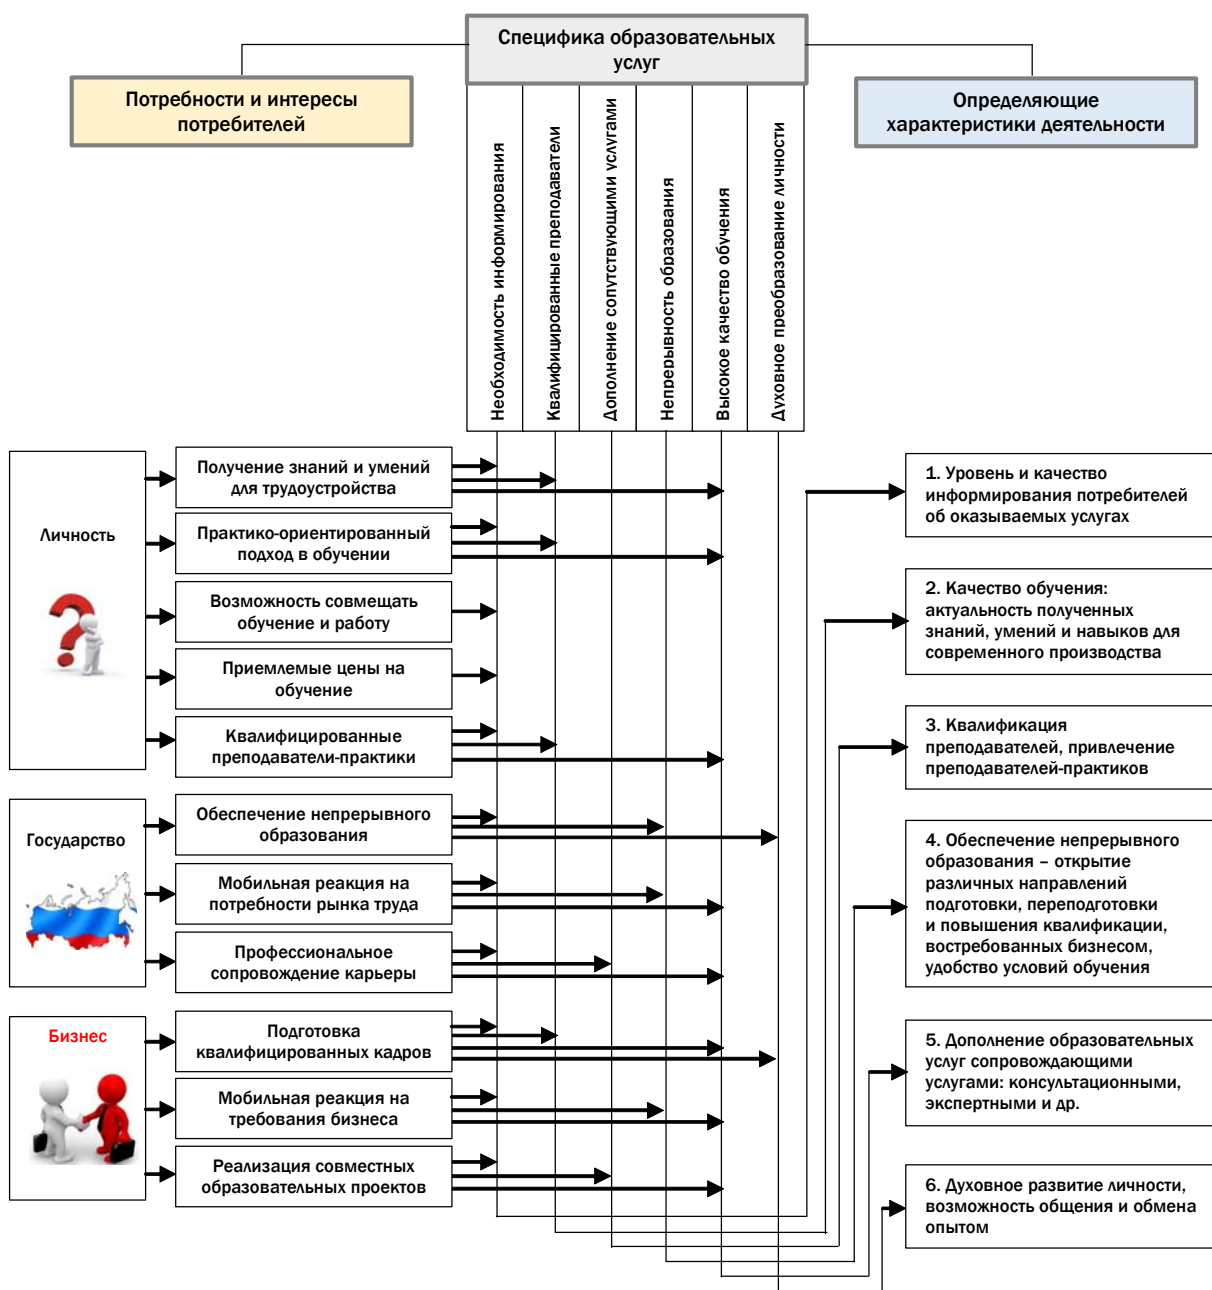 Специфика образовательных
услуг
Потребности и интересы
потребителей
Определяющие
характеристики деятельности
Необходимость информирования
Квалифицированные преподаватели
Дополнение сопутствующими услугами
Непрерывность образования
Высокое качество обучения
Духовное преобразование личности
Личность
Получение знаний и умений
для трудоустройства
Практико-ориентированный
подход в обучении
Возможность совмещать
обучение и работу
Приемлемые цены на
обучение
Квалифицированные
преподаватели-практики
Государство
Обеспечение непрерывного
образования
Мобильная реакция на
потребности рынка труда
Профессиональное
сопровождение карьеры
Бизнес
Подготовка
квалифицированных кадров
Мобильная реакция на
требования бизнеса
Реализация совместных
образовательных проектов
1. Уровень и качество
информирования потребителей
об оказываемых услугах
2. Качество обучения:
актуальность полученных
знаний, умений и навыков для
современного производства
3. Квалификация
преподавателей, привлечение
преподавателей-практиков
4. Обеспечение непрерывного
образования – открытие
различных направлений
подготовки, переподготовки
и повышения квалификации,
востребованных бизнесом,
удобство условий обучения
5. Дополнение образовательных
услуг сопровождающими
услугами: консультационными,
экспертными и др.
6. Духовное развитие личности,
возможность общения и обмена
опытом